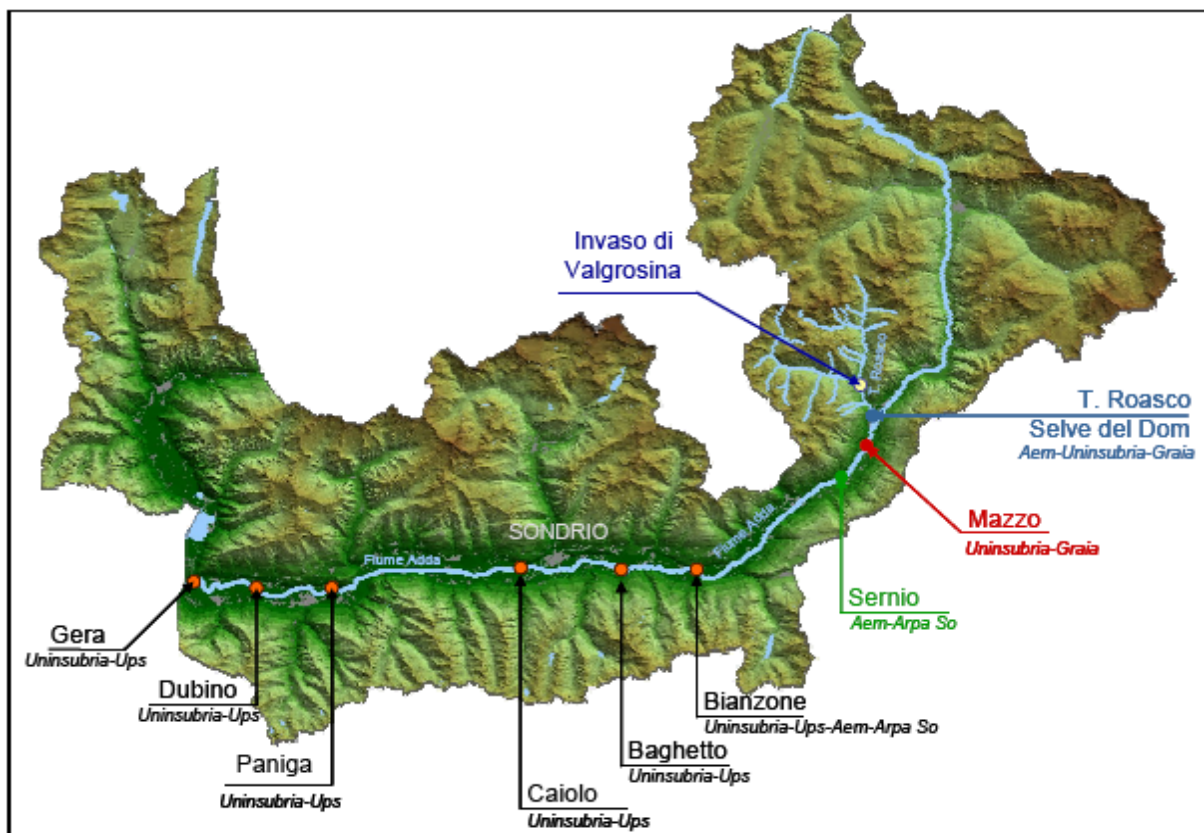 Invaso di
Valgrosina
T. Roasco
T. Roasco
Selve del Dom
Aem-Uninsubria-Graia
Mazzo
Uninsubria-Graia
SONDRIO
Fiume Adda
Fiume Adda
Sernio
Aem-Arpa So
Gera
Uninsubria-Ups
Dubino
Uninsubria-Ups
Paniga
Uninsubria-Ups
Caiolo
Uninsubria-Ups
Baghetto
Uninsubria-Ups
Bianzone
Uninsubria-Ups-Aem-Arpa So